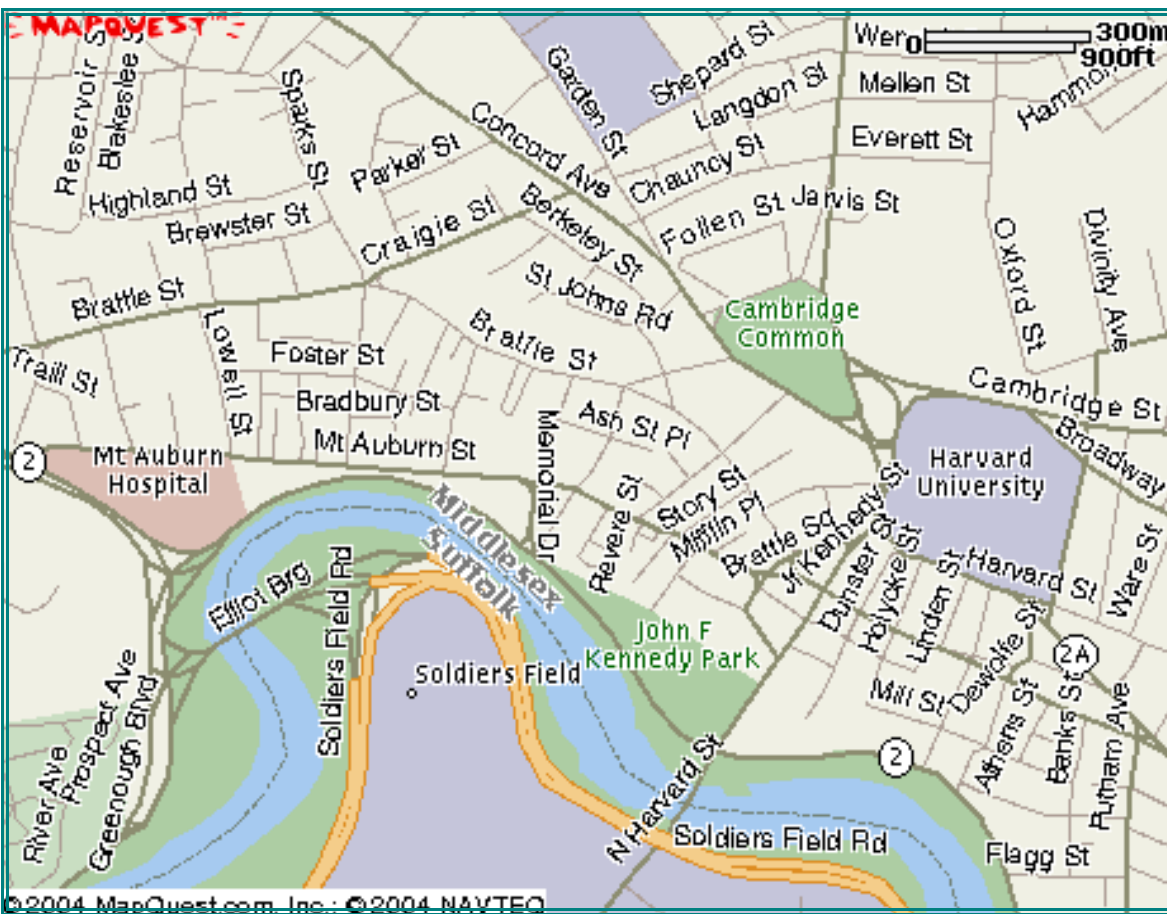 MAPQUEST™
0
300m
900ft
Reservoir S
Blakeslee S
Sparks St
Garden St
Shepard St
Wer
Mellen St
Hammon
Langdon St
Concord Ave
Parker St
Everett St
Chauncy St
Highland St
Brewster St
Craigie St
Berkeley St
Follen St
Jarvis St
Oxford St
Divinity Ave
Brattle St
St Johns Rd
Cambridge
Common
Lowell St
Traill St
Foster St
Brattle St
Bradbury St
Ash St Pl
Cambridge St
Broadway
Mt Auburn St
Memorial Dr
2
Mt Auburn
Hospital
Harvard
University
Middlesex
Suffolk
Revere St
Story St
Mifflin Pl
Brattle Sq
Jf Kennedy St
Dunster St
Holyoke St
Linden St
Harvard St
Ware St
Elliot Brg
Soldiers Field Rd
John F
Kennedy Park
Dewolfe St
2A
Soldiers Field
Mill St
Athens St
Banks St
Putnam Ave
River Ave
Prospect Ave
Greenough Blvd
2
N Harvard St
Soldiers Field Rd
Flagg St
©2004 MapQuest.com, Inc.; ©2004 NAVTEQ